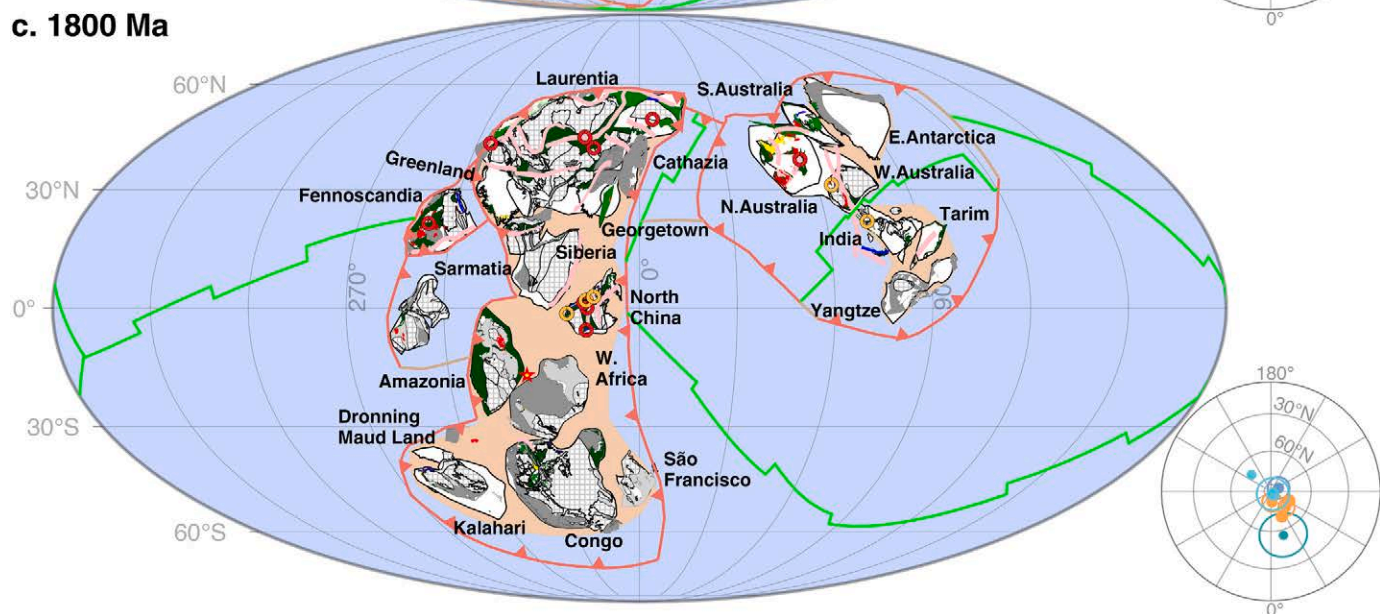 0°
c. 1800 Ma
60°N
Laurentia
S.Australia
E.Antarctica
Greenland
Cathazia
W.Australia
30°N
Fennoscandia
N.Australia
Tarim
Georgetown
India
Sarmatia
Siberia
270°
0°
90°
0°
North
China
Yangtze
Amazonia
W.
Africa
Dronning
Maud Land
30°S
São
Francisco
Kalahari
Congo
60°S
180°
30°N
60°N
0°